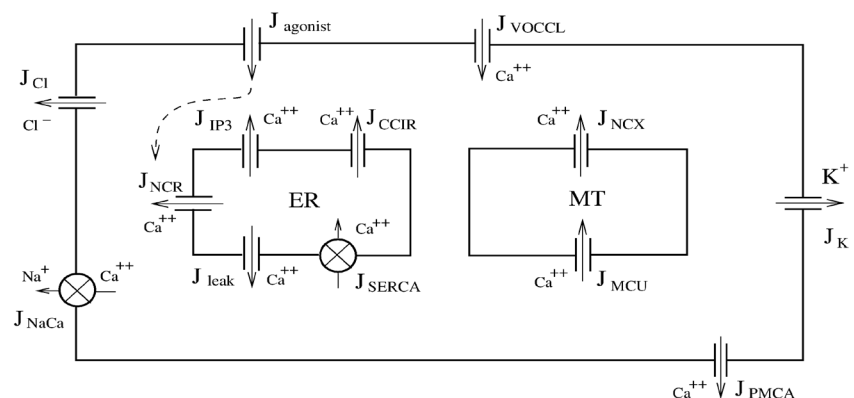 J agonist
J VOCCL
Ca++
J Cl
Cl−
J IP3
Ca++
Ca++
J CCIR
Ca++
J NCX
J NCR
Ca++
ER
MT
K+
J K
Ca++
J leak
Ca++
J SERCA
Ca++
J MCU
Na+
Ca++
J NaCa
Ca++
J PMCA